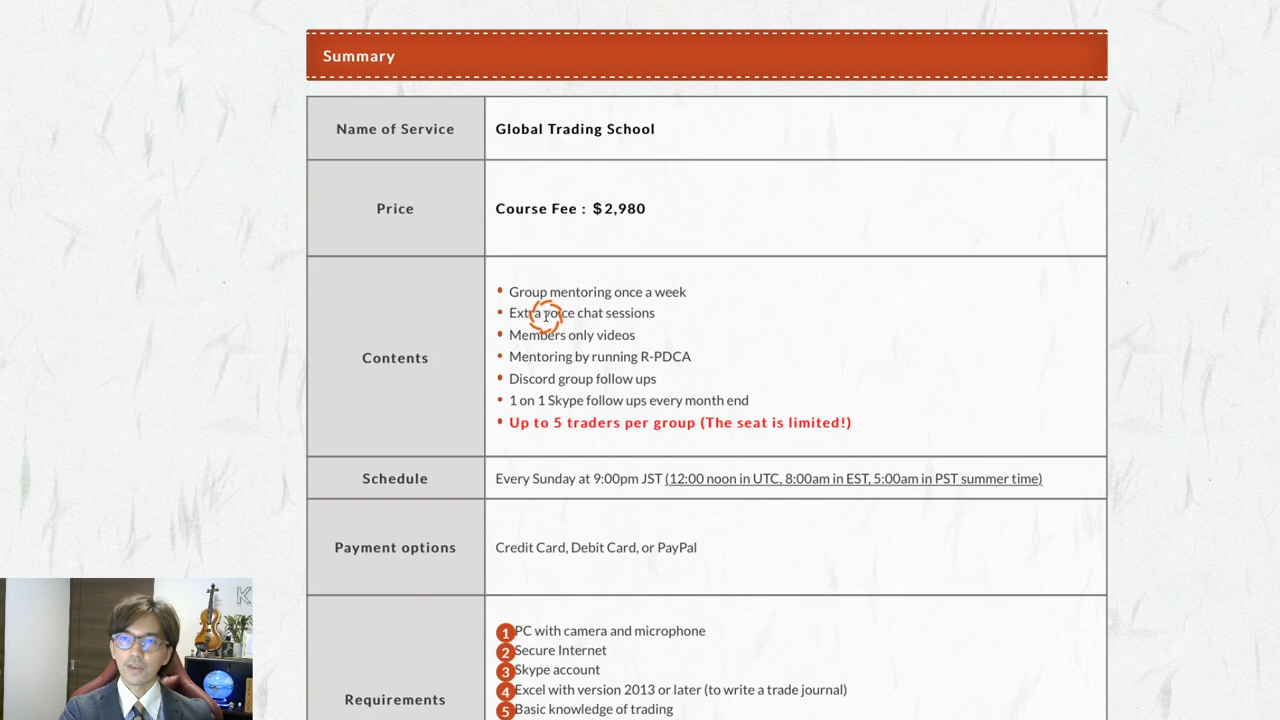 Summary
Name of Service
Global Trading School
Price
Course Fee : $2,980
Contents
• Group mentoring once a week
• Extra voice chat sessions
• Members only videos
• Mentoring by running R-PDCA
• Discord group follow ups
• 1 on 1 Skype follow ups every month end
• Up to 5 traders per group (The seat is limited!)
Schedule
Every Sunday at 9:00pm JST (12:00 noon in UTC, 8:00am in EST, 5:00am in PST summer time)
Payment options
Credit Card, Debit Card, or PayPal
Requirements
1 PC with camera and microphone
2 Secure Internet
3 Skype account
4 Excel with version 2013 or later (to write a trade journal)
5 Basic knowledge of trading
K